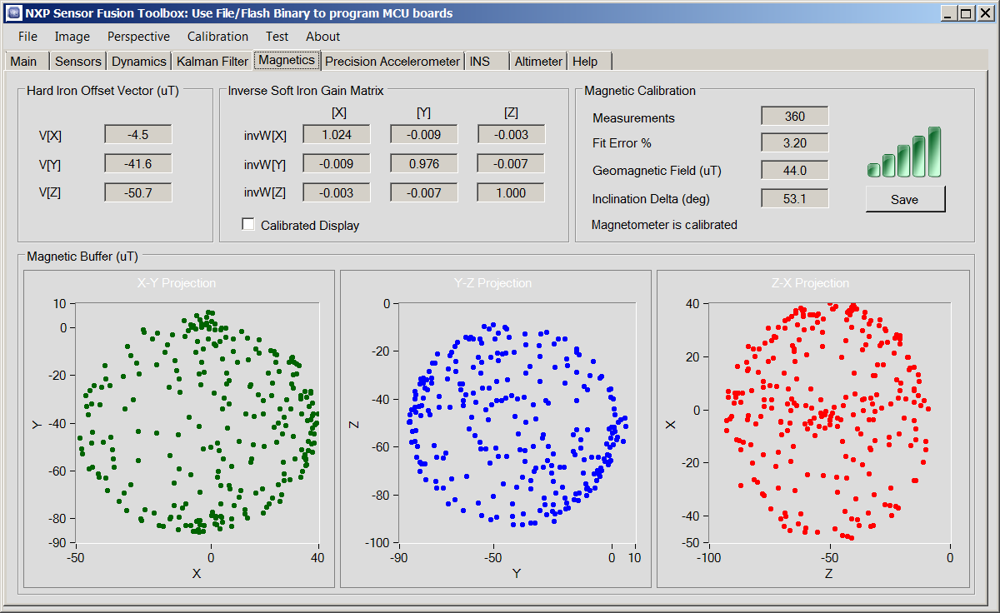 NXP Sensor Fusion Toolbox: Use File/Flash Binary to program MCU boards
File Image Perspective Calibration Test About
Main Sensors Dynamics Kalman Filter Magnetics Precision Accelerometer INS Altimeter Help
Hard Iron Offset Vector (uT)
V[X] -4.5
V[Y] -41.6
V[Z] -50.7
Inverse Soft Iron Gain Matrix
[X] [Y] [Z]
invW[X] 1.024 -0.009 -0.003
invW[Y] -0.009 0.976 -0.007
invW[Z] -0.003 -0.007 1.000
Calibrated Display
Magnetic Calibration
Measurements 360
Fit Error % 3.20
Geomagnetic Field (uT) 44.0
Inclination Delta (deg) 53.1
Save
Magnetometer is calibrated
Magnetic Buffer (uT)
X-Y Projection
10
0
-20
-40
-60
-80
-90
Y
-50 0 40
X
Y-Z Projection
0
-20
-40
-60
-80
-100
Z
-90 -50 0 10
Y
Z-X Projection
40
20
0
-20
-40
-50
X
-100 -50 0
Z